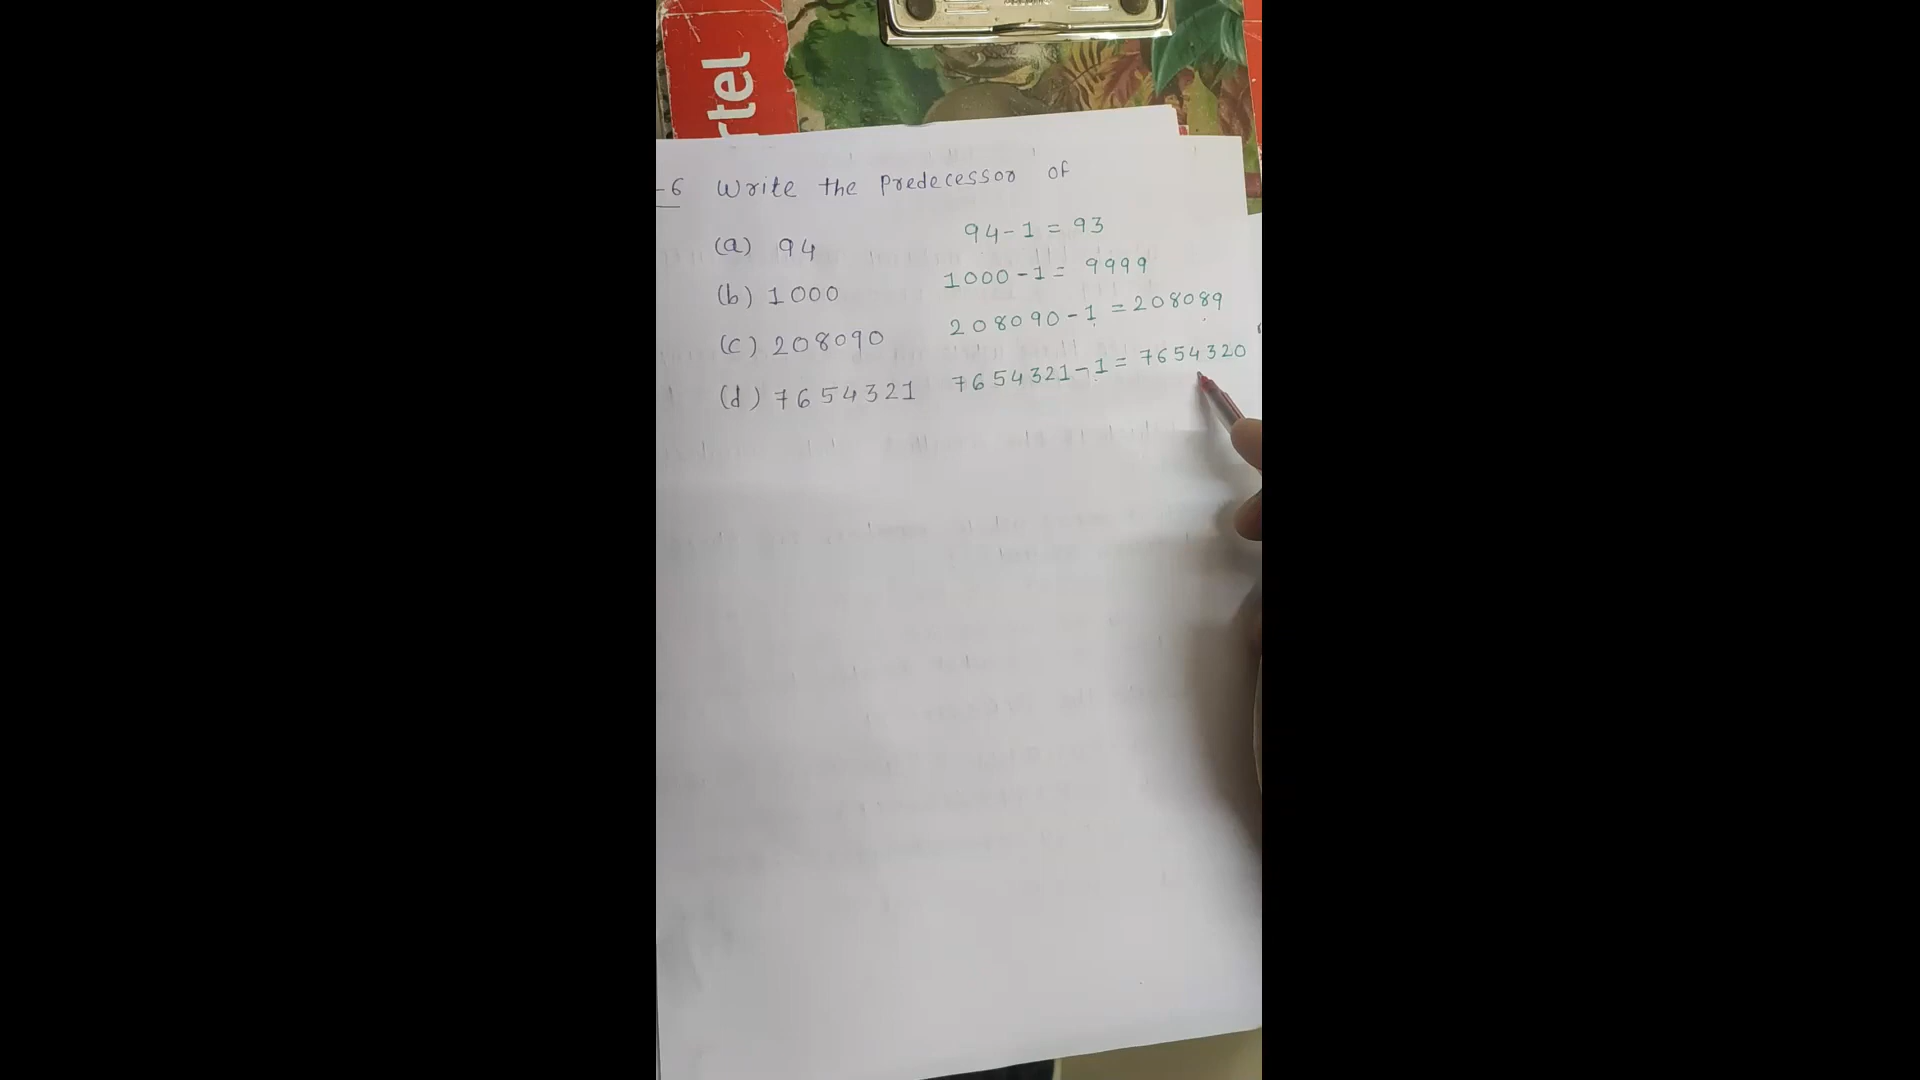 rtel
-6 Write the Predecessor of
(a) 94 94-1 = 93
(b) 1000 1000-1= 9999
(c) 208090 208090-1 =208089
(d) 7654321 7654321-1= 7654320